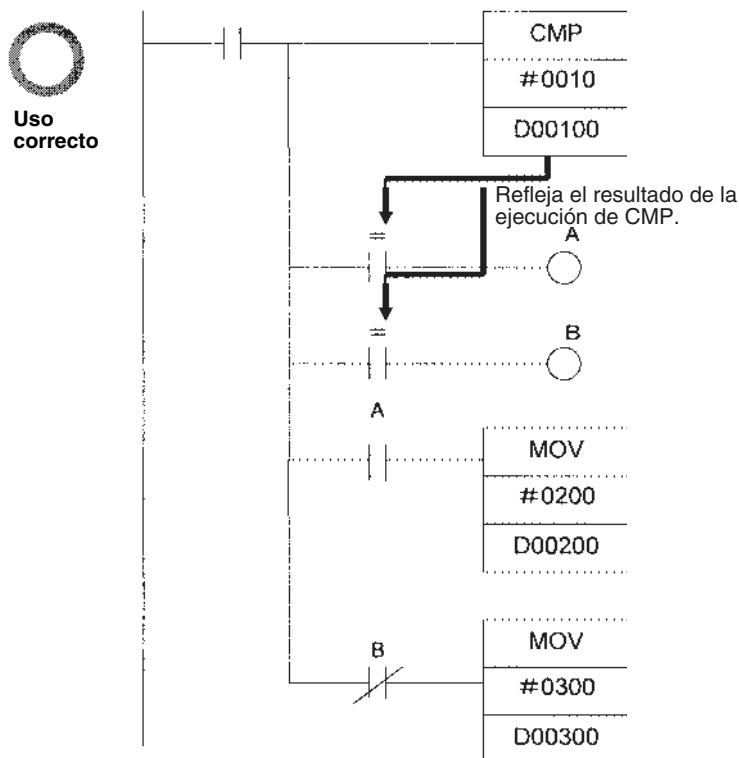 CMP
#0010
D00100
Uso
correcto
Refleja el resultado de la
ejecución de CMP.
=
A
=
B
A
MOV
#0200
D00200
B
MOV
#0300
D00300